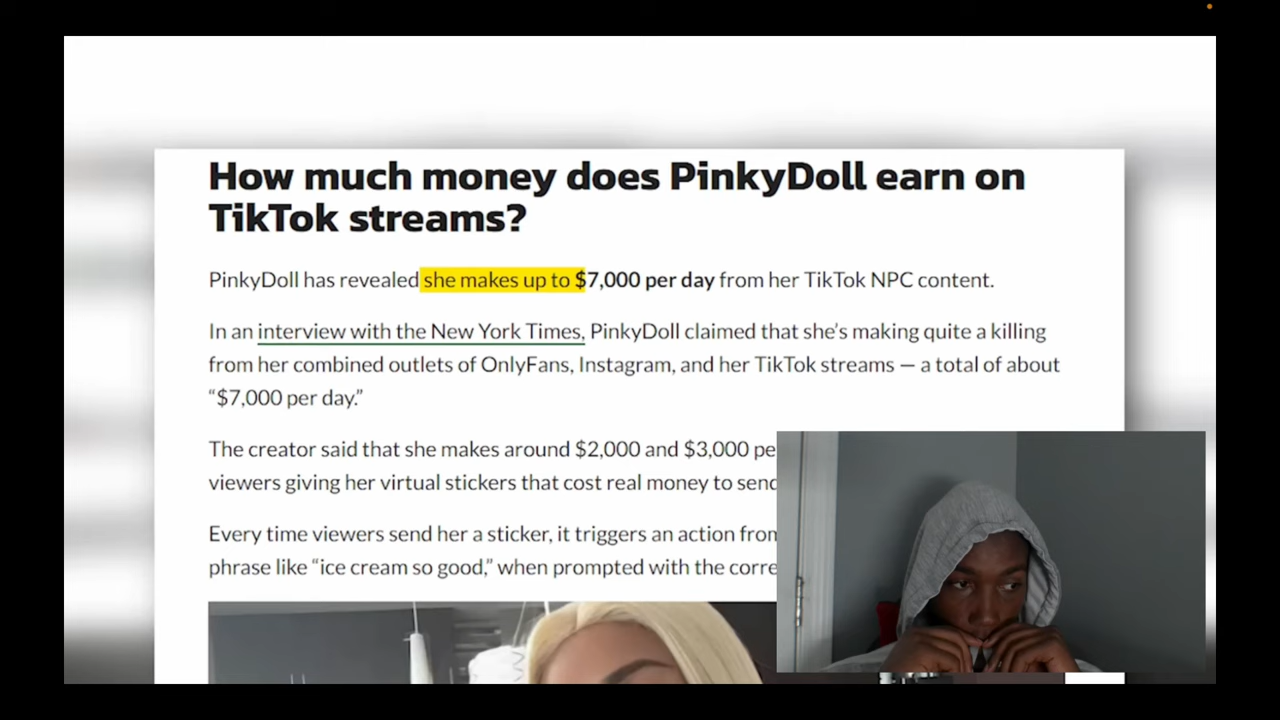 How much money does PinkyDoll earn on
TikTok streams?
PinkyDoll has revealed she makes up to $7,000 per day from her TikTok NPC content.
In an interview with the New York Times, PinkyDoll claimed that she’s making quite a killing
from her combined outlets of OnlyFans, Instagram, and her TikTok streams — a total of about
“$7,000 per day.”
The creator said that she makes around $2,000 and $3,000 pe
viewers giving her virtual stickers that cost real money to send
Every time viewers send her a sticker, it triggers an action from
phrase like “ice cream so good,” when prompted with the corre